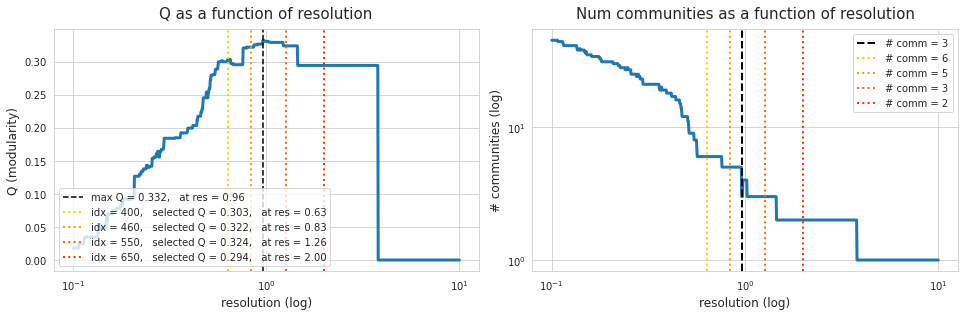 Q as a function of resolution
Q (modularity)
0.30
0.25
0.20
0.15
0.10
0.05
0.00
max Q = 0.332, at res = 0.96
idx = 400, selected Q = 0.303, at res = 0.63
idx = 460, selected Q = 0.322, at res = 0.83
idx = 550, selected Q = 0.324, at res = 1.26
idx = 650, selected Q = 0.294, at res = 2.00
10⁻¹ 10⁰ 10¹
resolution (log)
Num communities as a function of resolution
# communities (log)
10¹
10⁰
# comm = 3
# comm = 6
# comm = 5
# comm = 3
# comm = 2
10⁻¹ 10⁰ 10¹
resolution (log)